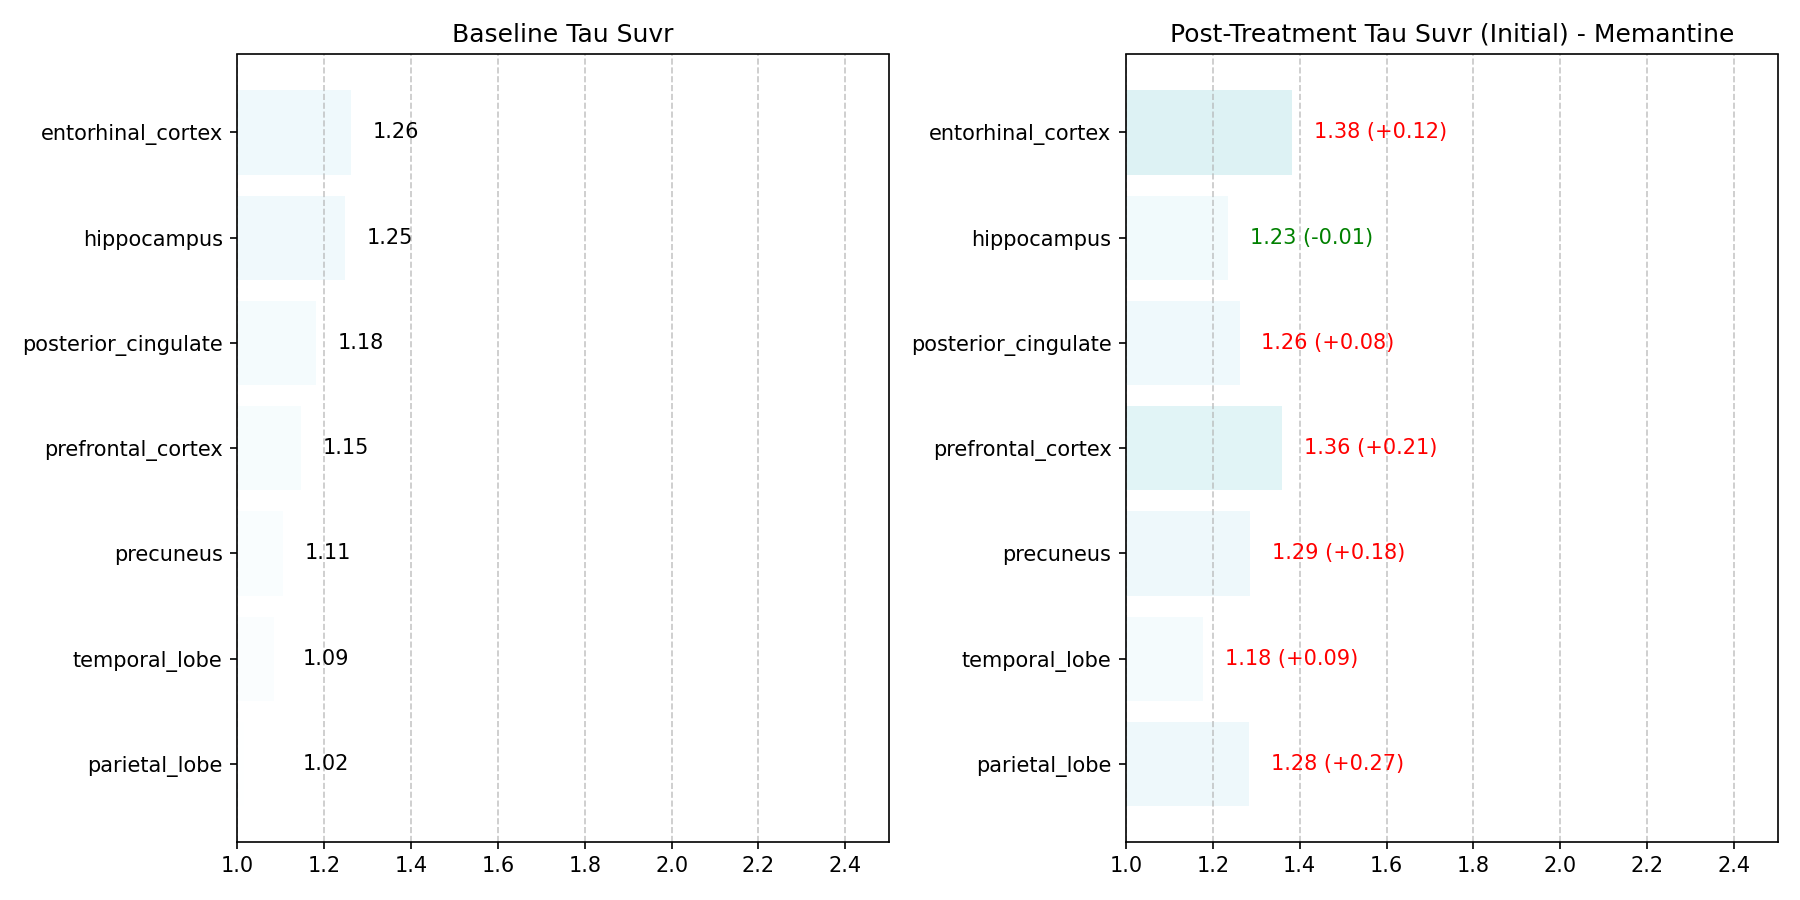 Baseline Tau Suvr
entorhinal_cortex 1.26
hippocampus 1.25
posterior_cingulate 1.18
prefrontal_cortex 1.15
precuneus 1.11
temporal_lobe 1.09
parietal_lobe 1.02
1.0 1.2 1.4 1.6 1.8 2.0 2.2 2.4
Post-Treatment Tau Suvr (Initial) - Memantine
entorhinal_cortex 1.38 (+0.12)
hippocampus 1.23 (-0.01)
posterior_cingulate 1.26 (+0.08)
prefrontal_cortex 1.36 (+0.21)
precuneus 1.29 (+0.18)
temporal_lobe 1.18 (+0.09)
parietal_lobe 1.28 (+0.27)
1.0 1.2 1.4 1.6 1.8 2.0 2.2 2.4